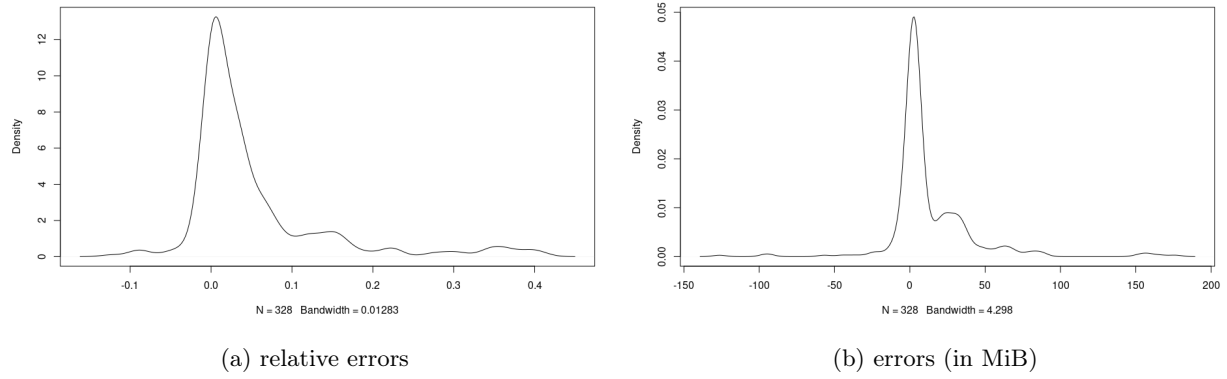 Density
12
10
8
6
4
2
0
-0.1 0.0 0.1 0.2 0.3 0.4
N = 328 Bandwidth = 0.01283
(a) relative errors
Density
0.05
0.04
0.03
0.02
0.01
0.00
-150 -100 -50 0 50 100 150 200
N = 328 Bandwidth = 4.298
(b) errors (in MiB)